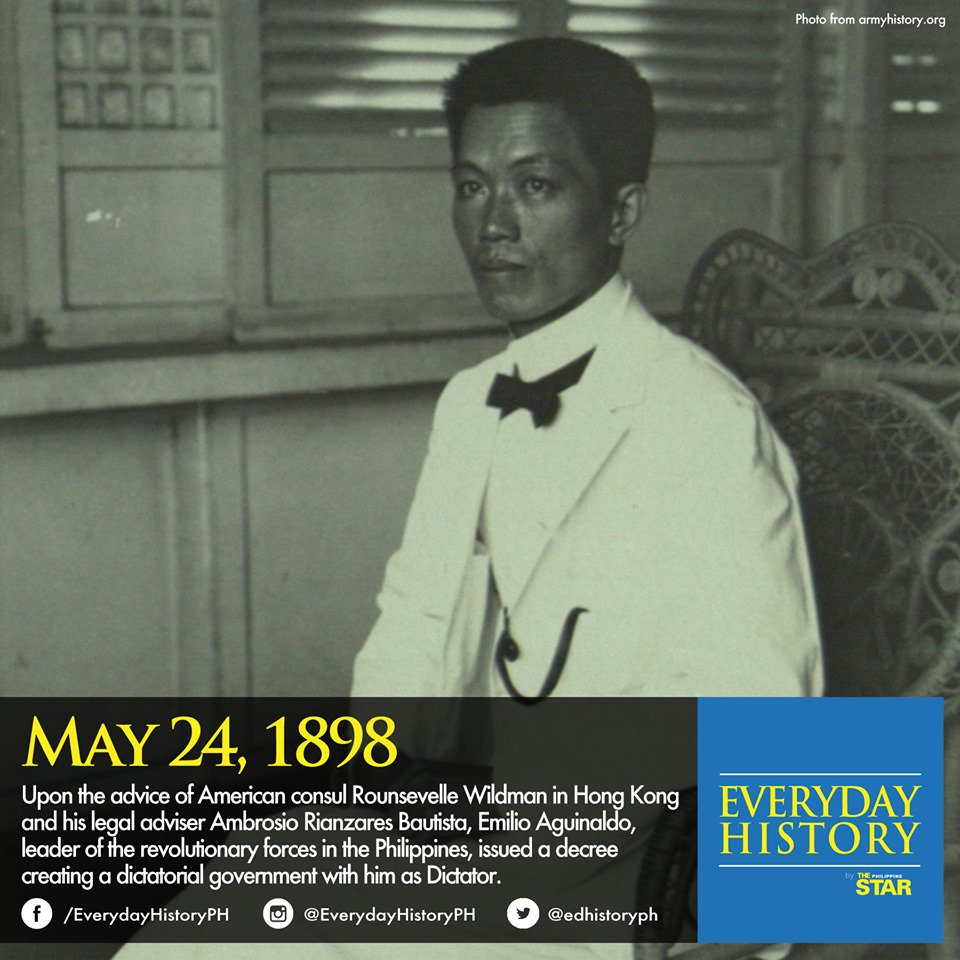 Photo from armyhistory.org
MAY 24, 1898
Upon the advice of American consul Rounsevelle Wildman in Hong Kong
and his legal adviser Ambrosio Rianzares Bautista, Emilio Aguinaldo,
leader of the revolutionary forces in the Philippines, issued a decree
creating a dictatorial government with him as Dictator.
/EverydayHistoryPH
@EverydayHistoryPH
@edhistoryph
EVERYDAY
HISTORY
by THE PHILIPPINE
STAR